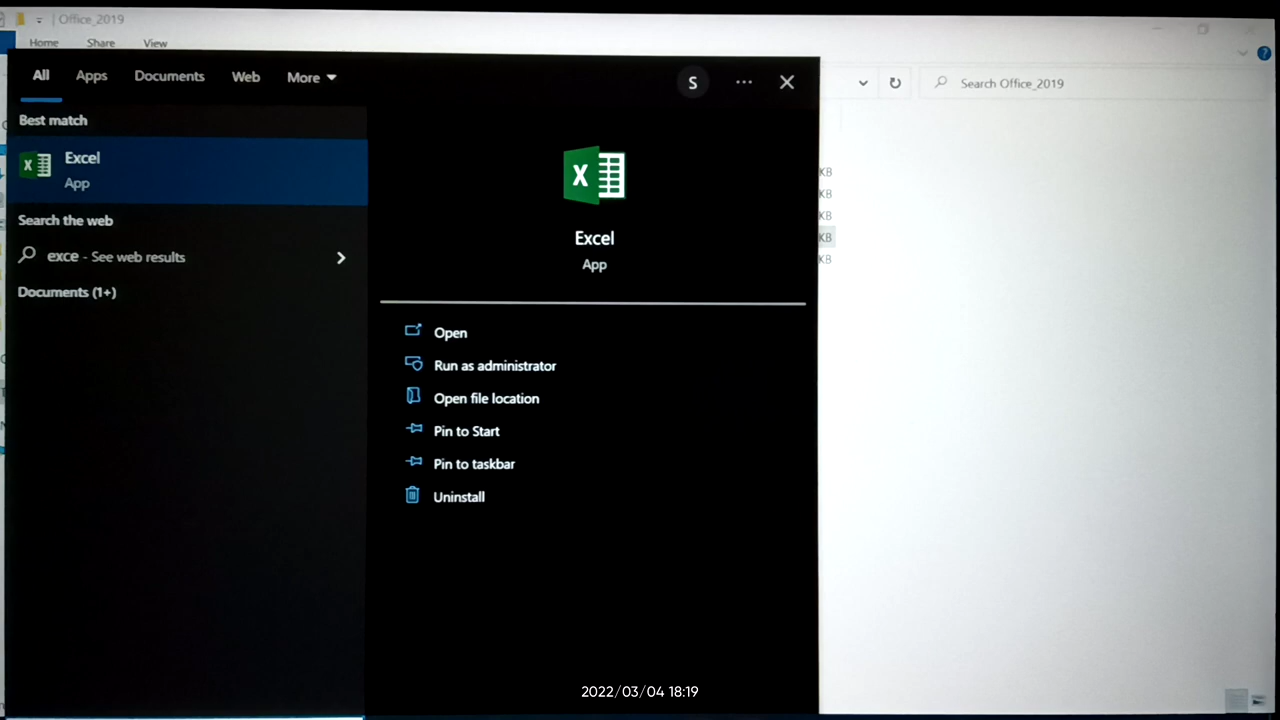 Office_2019
Home Share View
All Apps Documents Web More S
Search Office_2019
Best match
Excel
App
Search the web
exce - See web results
Documents (1+)
Excel
App
Open
Run as administrator
Open file location
Pin to Start
Pin to taskbar
Uninstall
KB
KB
KB
KB
KB
2022/03/04 18:19